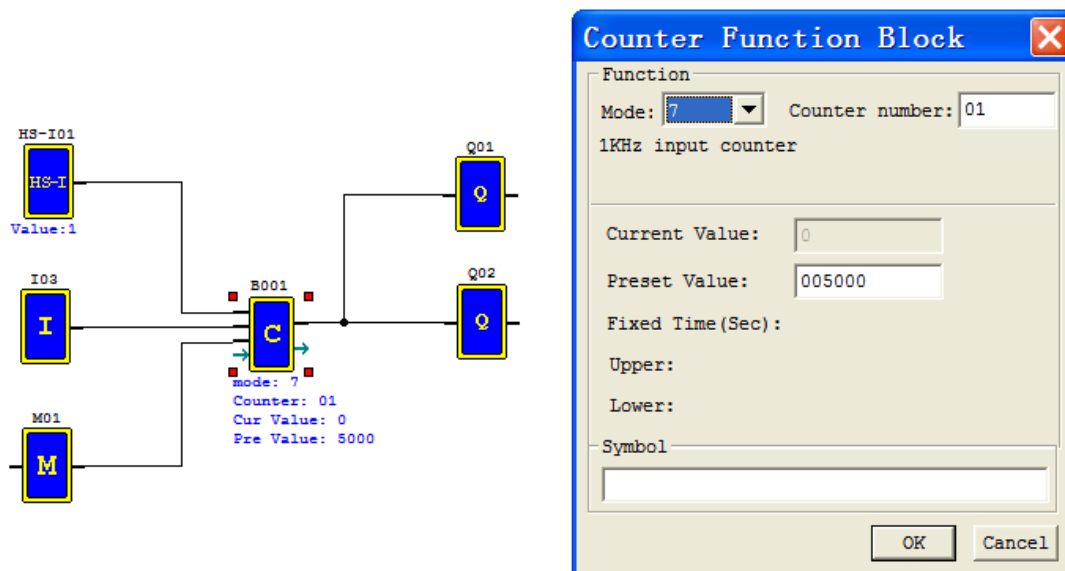 HS-I01
HS-I
Value:1
I03
I
M01
M
B001
C
mode: 7
Counter: 01
Cur Value: 0
Pre Value: 5000
Q01
Q
Q02
Q
Counter Function Block
Function
Mode: 7 Counter number: 01
1KHz input counter
Current Value: 0
Preset Value: 005000
Fixed Time(Sec):
Upper:
Lower:
Symbol
OK Cancel